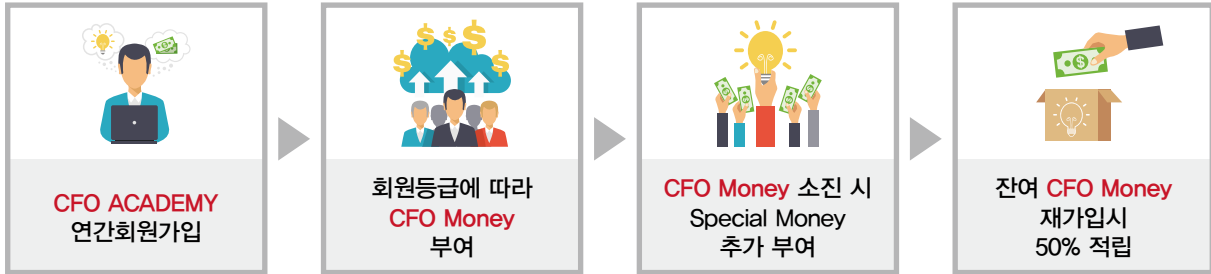 CFO ACADEMY
연간회원가입
회원등급에 따라
CFO Money
부여
CFO Money 소진 시
Special Money
추가 부여
잔여 CFO Money
재가입시
50% 적립